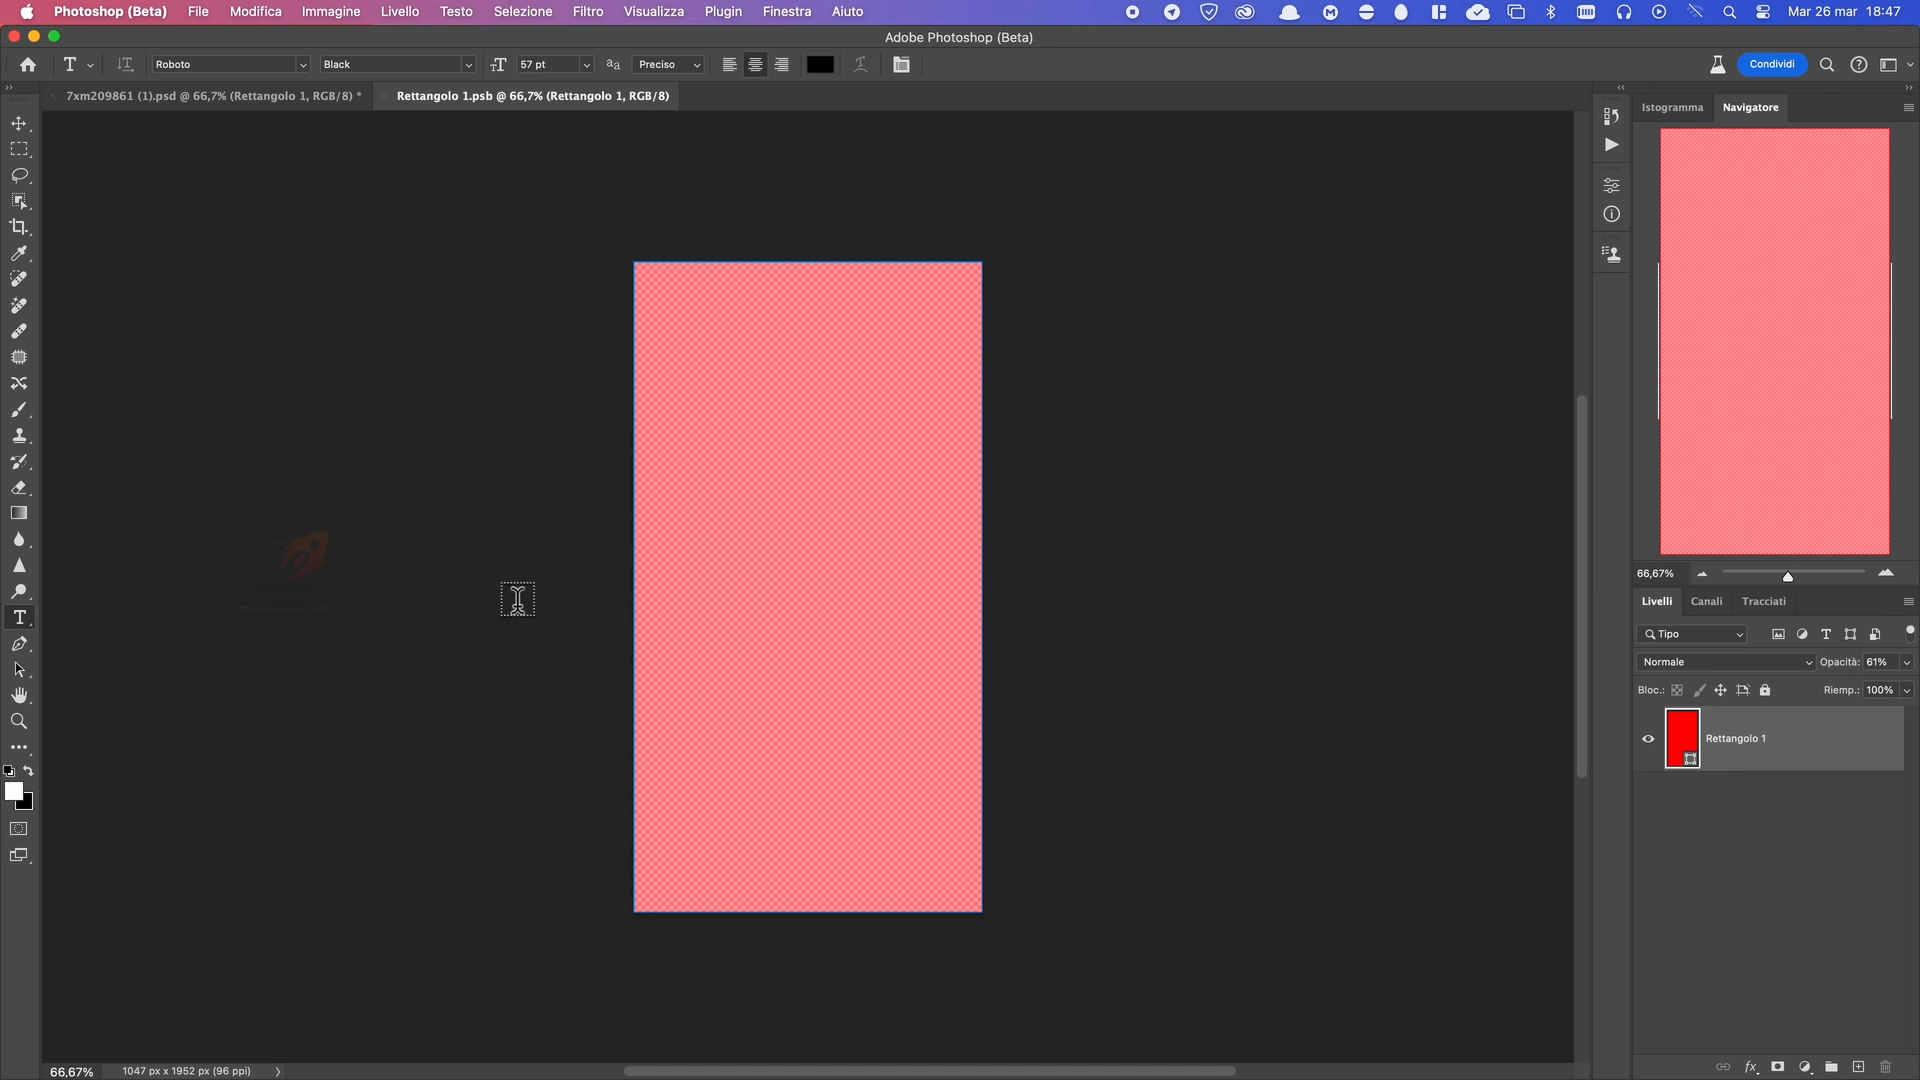 Photoshop (Beta) File Modifica Immagine Livello Testo Selezione Filtro Visualizza Plugin Finestra Aiuto Mar 26 mar 18:47
Adobe Photoshop (Beta)
Roboto Black 57 pt Preciso Condividi
7xm209861 (1).psd @ 66,7% (Rettangolo 1, RGB/8) * Rettangolo 1.psb @ 66,7% (Rettangolo 1, RGB/8)
Istogramma Navigatore
66,67%
Livelli Canali Tracciati
Tipo
Normale Opacità: 61%
Bloc.: Riemp.: 100%
Rettangolo 1
66,67% 1047 px x 1952 px (96 ppi)